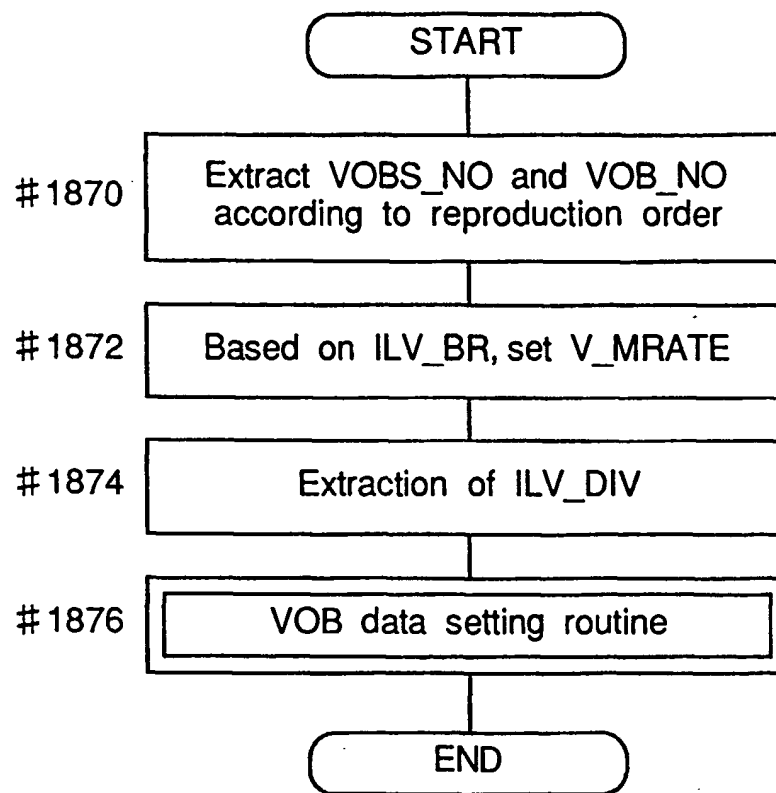 START
#1870
Extract VOBS_NO and VOB_NO
according to reproduction order
#1872
Based on ILV_BR, set V_MRATE
#1874
Extraction of ILV_DIV
#1876
VOB data setting routine
END